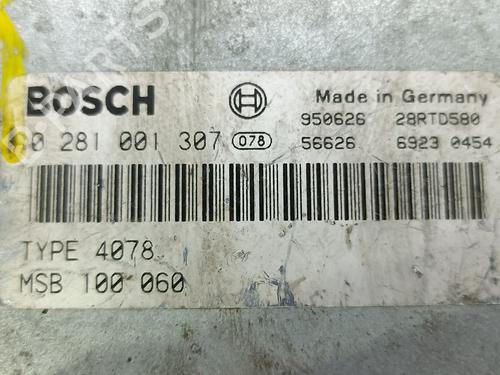 BOSCH
Made in Germany
950626 28RTD580
0 281 001 307 078
56626 6923 0454
TYPE 4078
MSB 100 060